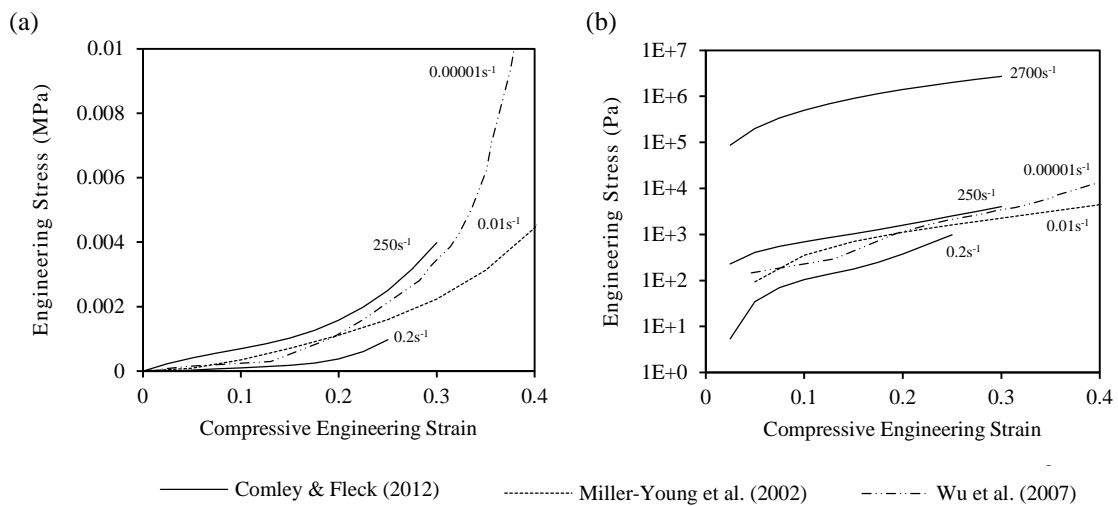 (a)
0.01
0.008
0.006
0.004
0.002
0
0
0.1
0.2
0.3
0.4
Engineering Stress (MPa)
Compressive Engineering Strain
0.00001s⁻¹
0.01s⁻¹
250s⁻¹
0.2s⁻¹
(b)
1E+7
1E+6
1E+5
1E+4
1E+3
1E+2
1E+1
1E+0
0
0.1
0.2
0.3
0.4
Engineering Stress (Pa)
Compressive Engineering Strain
2700s⁻¹
0.00001s⁻¹
250s⁻¹
0.01s⁻¹
0.2s⁻¹
Comley & Fleck (2012)
Miller-Young et al. (2002)
Wu et al. (2007)